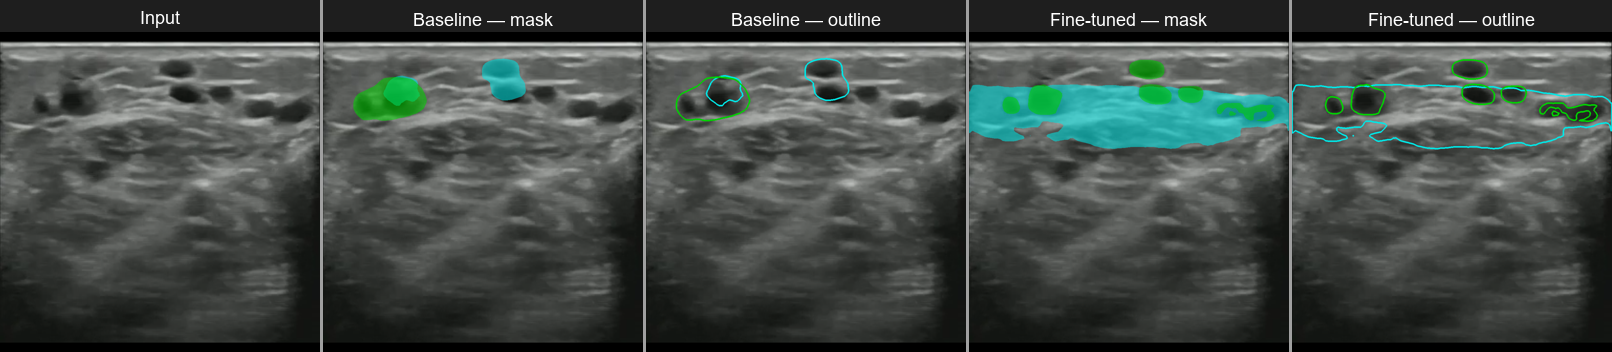 Input
Baseline — mask
Baseline — outline
Fine-tuned — mask
Fine-tuned — outline